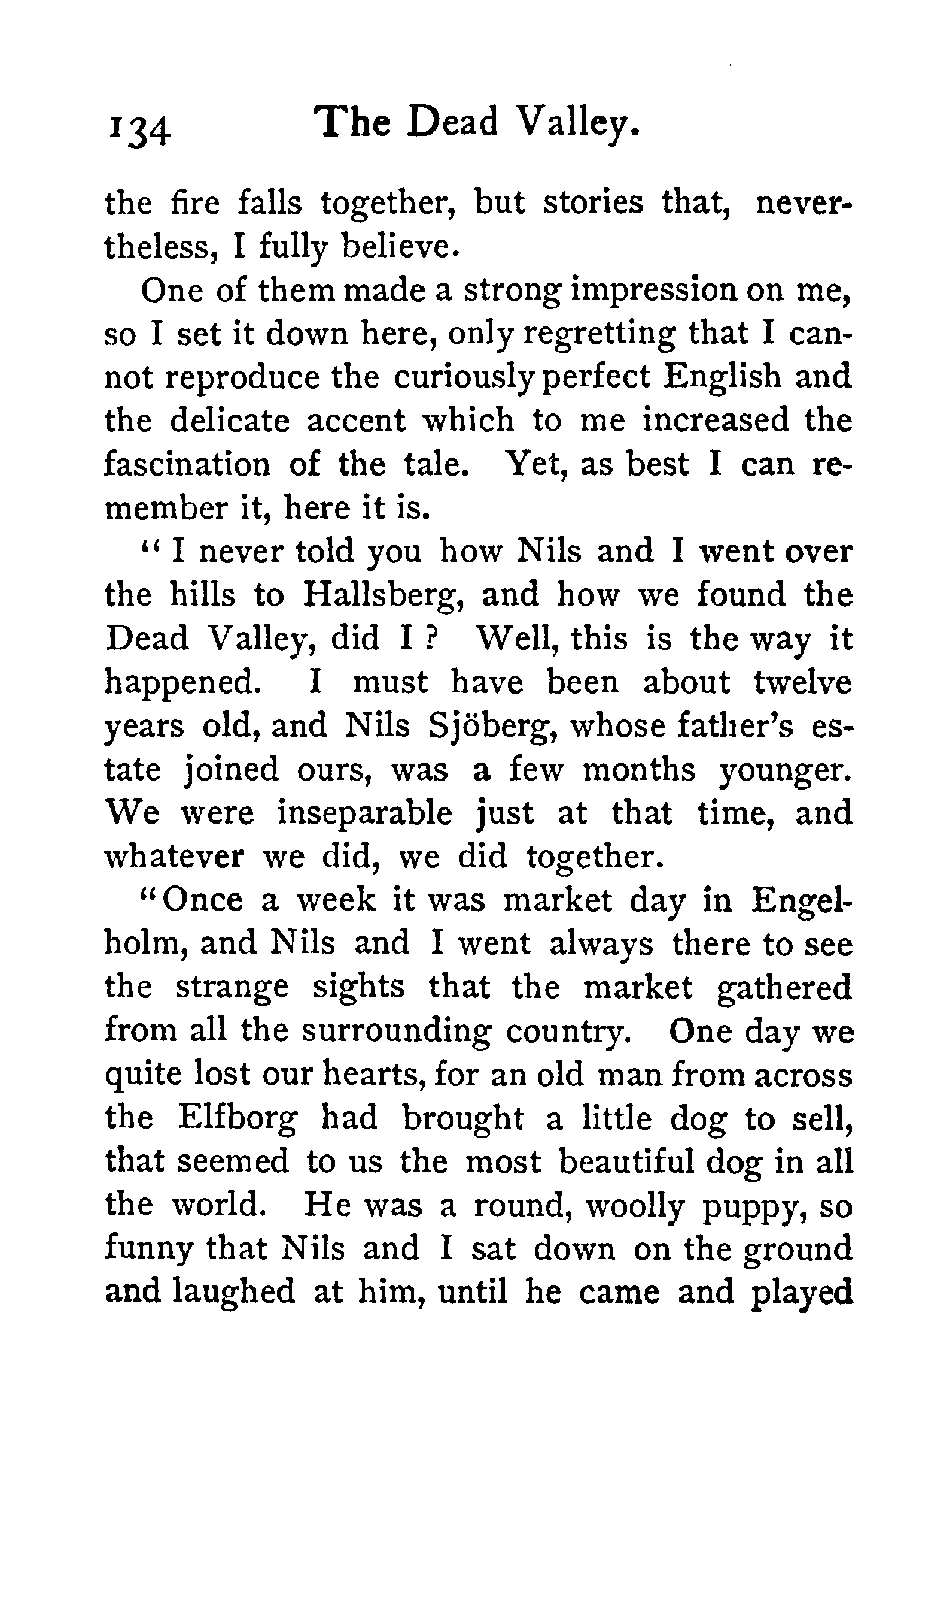 134 The Dead Valley.
the fire falls together, but stories that, never-
theless, I fully believe.
One of them made a strong impression on me,
so I set it down here, only regretting that I can-
not reproduce the curiously perfect English and
the delicate accent which to me increased the
fascination of the tale. Yet, as best I can re-
member it, here it is.
“ I never told you how Nils and I went over
the hills to Hallsberg, and how we found the
Dead Valley, did I ? Well, this is the way it
happened. I must have been about twelve
years old, and Nils Sjöberg, whose father's es-
tate joined ours, was a few months younger.
We were inseparable just at that time, and
whatever we did, we did together.
“Once a week it was market day in Engel-
holm, and Nils and I went always there to see
the strange sights that the market gathered
from all the surrounding country. One day we
quite lost our hearts, for an old man from across
the Elfborg had brought a little dog to sell,
that seemed to us the most beautiful dog in all
the world. He was a round, woolly puppy, so
funny that Nils and I sat down on the ground
and laughed at him, until he came and played